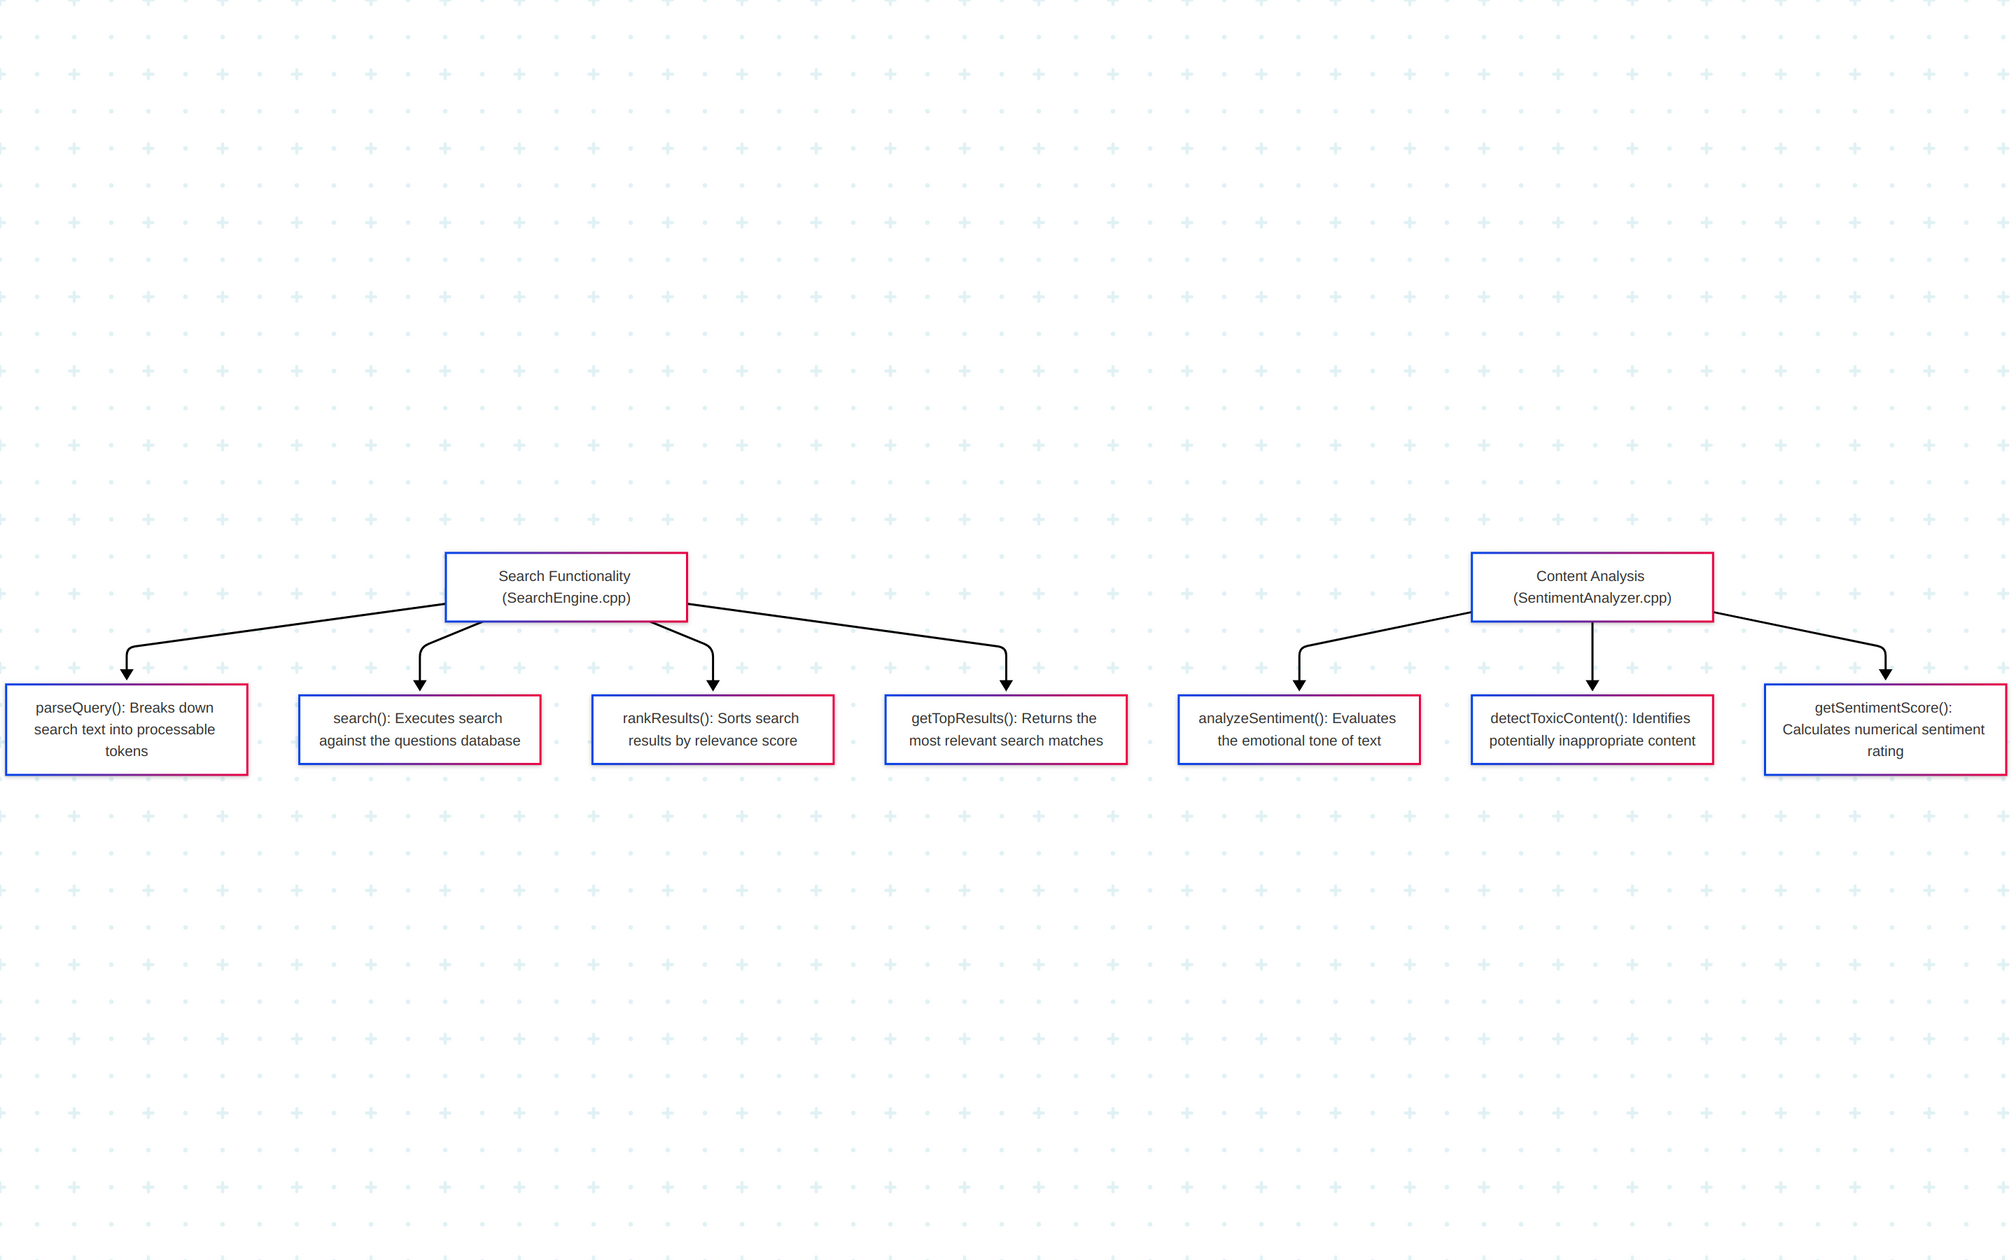 Search Functionality
(SearchEngine.cpp)
Content Analysis
(SentimentAnalyzer.cpp)
parseQuery(): Breaks down
search text into processable
tokens
search(): Executes search
against the questions database
rankResults(): Sorts search
results by relevance score
getTopResults(): Returns the
most relevant search matches
analyzeSentiment(): Evaluates
the emotional tone of text
detectToxicContent(): Identifies
potentially inappropriate content
getSentimentScore():
Calculates numerical sentiment
rating